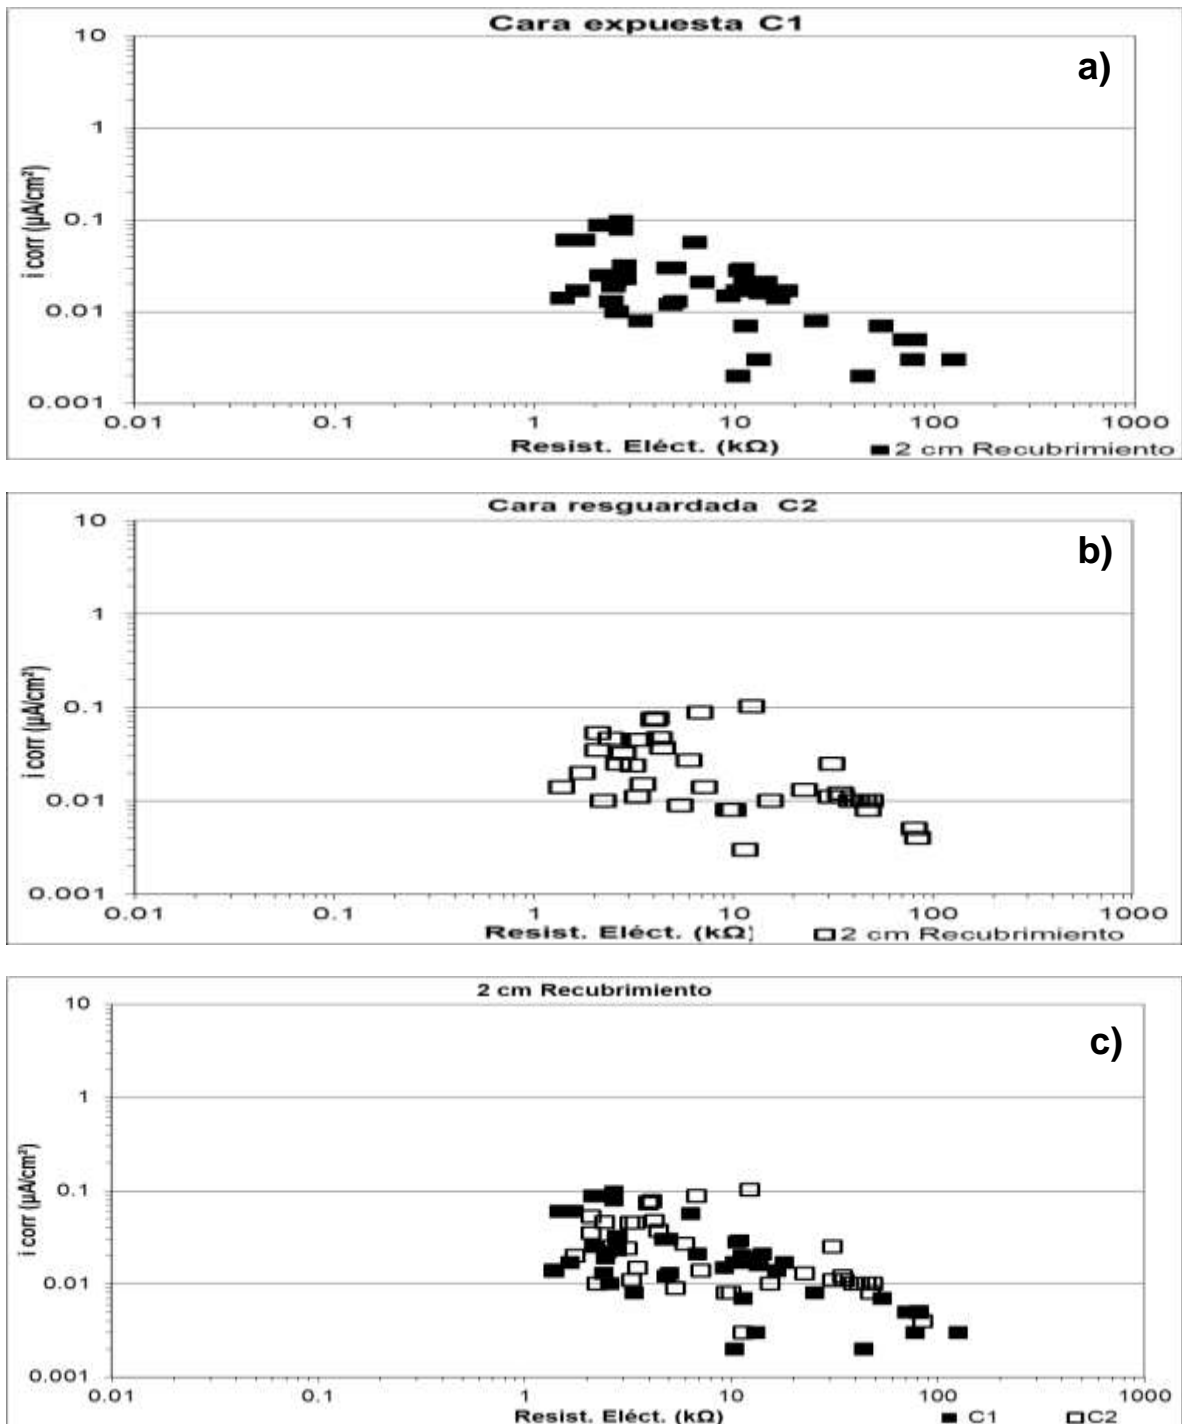 Cara expuesta C1
a)
10
1
0.1
0.01
0.001
i corr (µA/cm²)
0.01 0.1 1 10 100 1000
Resist. Eléct. (kΩ)
2 cm Recubrimiento
Cara resguardada C2
b)
10
1
0.1
0.01
0.001
i corr (µA/cm²)
0.01 0.1 1 10 100 1000
Resist. Eléct. (kΩ)
2 cm Recubrimiento
2 cm Recubrimiento
c)
10
1
0.1
0.01
0.001
i corr (µA/cm²)
0.01 0.1 1 10 100 1000
Resist. Eléct. (kΩ)
C1 C2